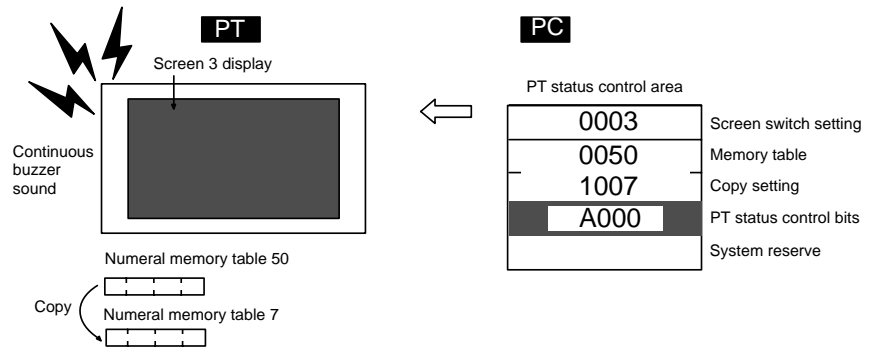 PT
PC
Screen 3 display
PT status control area
0003
Screen switch setting
0050
Memory table
1007
Copy setting
A000
PT status control bits
System reserve
Continuous
buzzer
sound
Numeral memory table 50
Copy
Numeral memory table 7